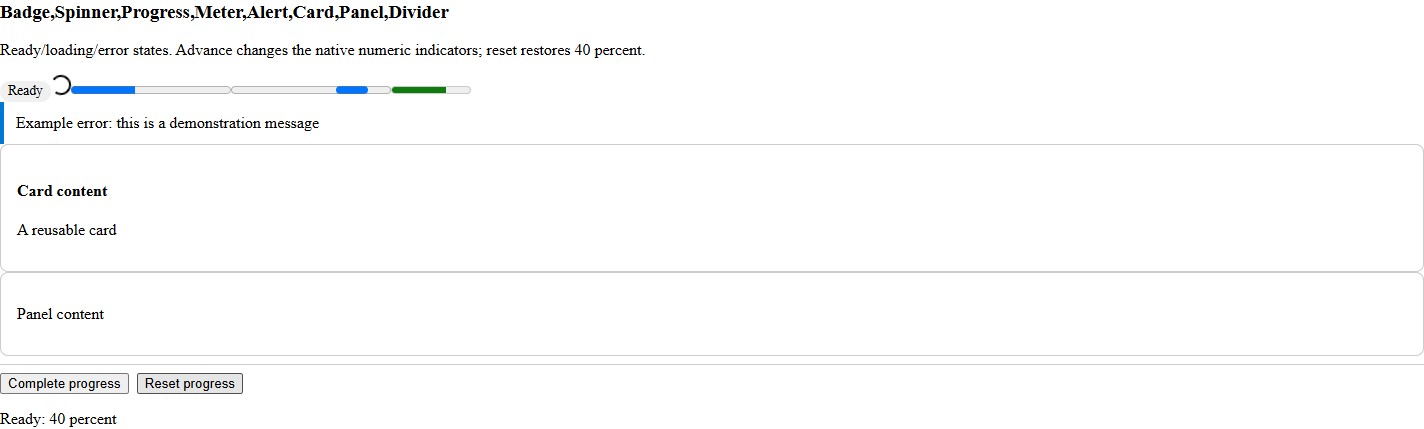 Badge,Spinner,Progress,Meter,Alert,Card,Panel,Divider
Ready/loading/error states. Advance changes the native numeric indicators; reset restores 40 percent.
Ready
Example error: this is a demonstration message
Card content
A reusable card
Panel content
Complete progress Reset progress
Ready: 40 percent